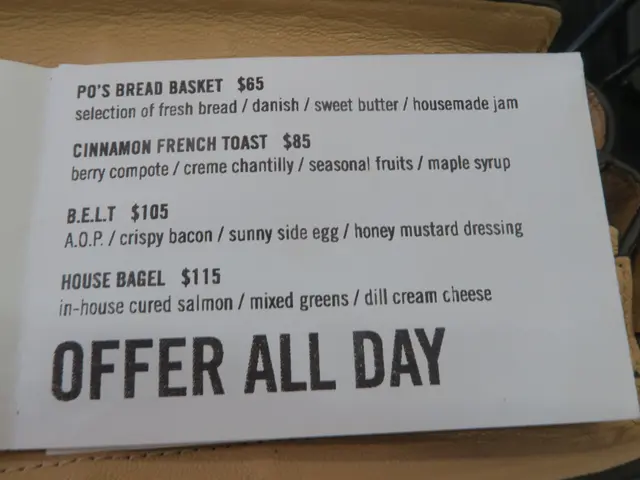 PO'S BREAD BASKET $65
selection of fresh bread / danish / sweet butter / housemade jam
CINNAMON FRENCH TOAST $85
berry compote / creme chantilly / seasonal fruits / maple syrup
B.E.L.T $105
A.O.P. / crispy bacon / sunny side egg / honey mustard dressing
HOUSE BAGEL $115
in-house cured salmon / mixed greens / dill cream cheese
OFFER ALL DAY